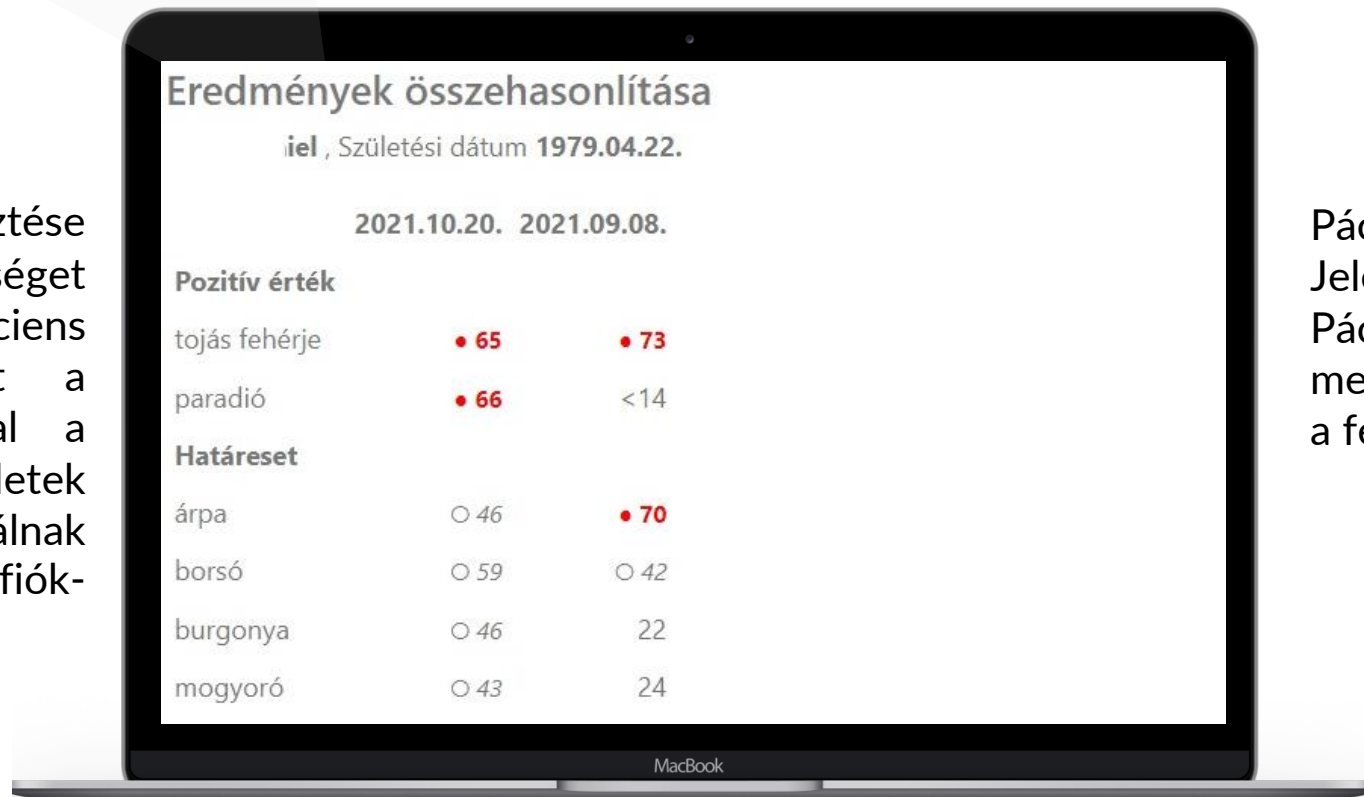 Eredmények összehasonlítása
, Születési dátum 1979.04.22.
2021.10.20. 2021.09.08.
Pozitív érték
tojás fehérje ● 65 ● 73
paradió ● 66 <14
Határeset
árpa ○ 46 ● 70
borsó ○ 59 ○ 42
burgonya ○ 46 22
mogyoró ○ 43 24
MacBook
a
a
a